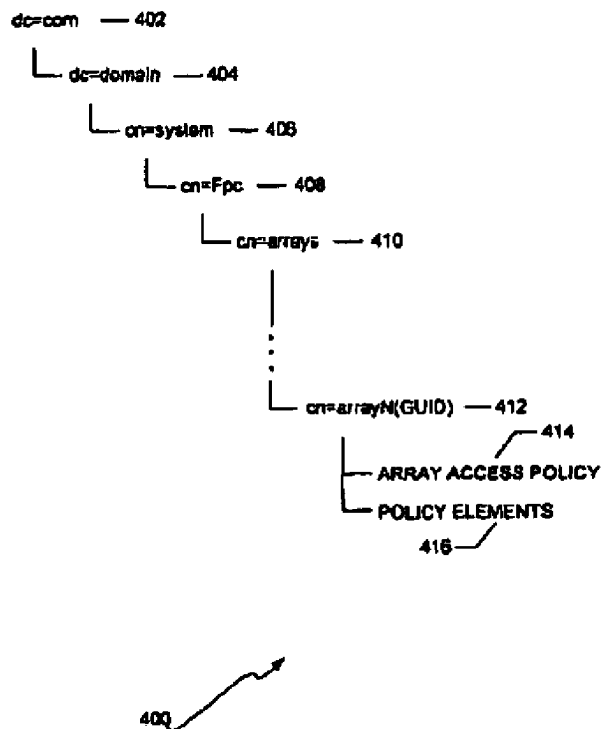 dc=com 402
dc=domain 404
cn=system 406
cn=Fpc 408
cn=arrays 410
cn=arrayN(GUID) 412
414
ARRAY ACCESS POLICY
POLICY ELEMENTS
416
400